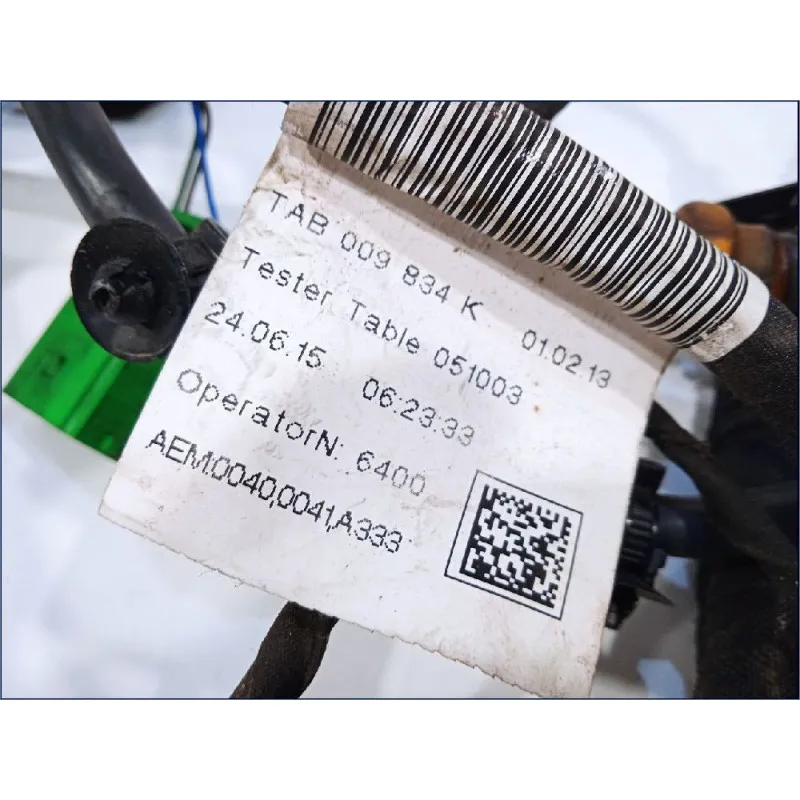 TAB 009 834 K 01.02.13
Tester Table 051003
24.06.15 06:23:33
OperatorN: 6400
AEM0040,0041,A333